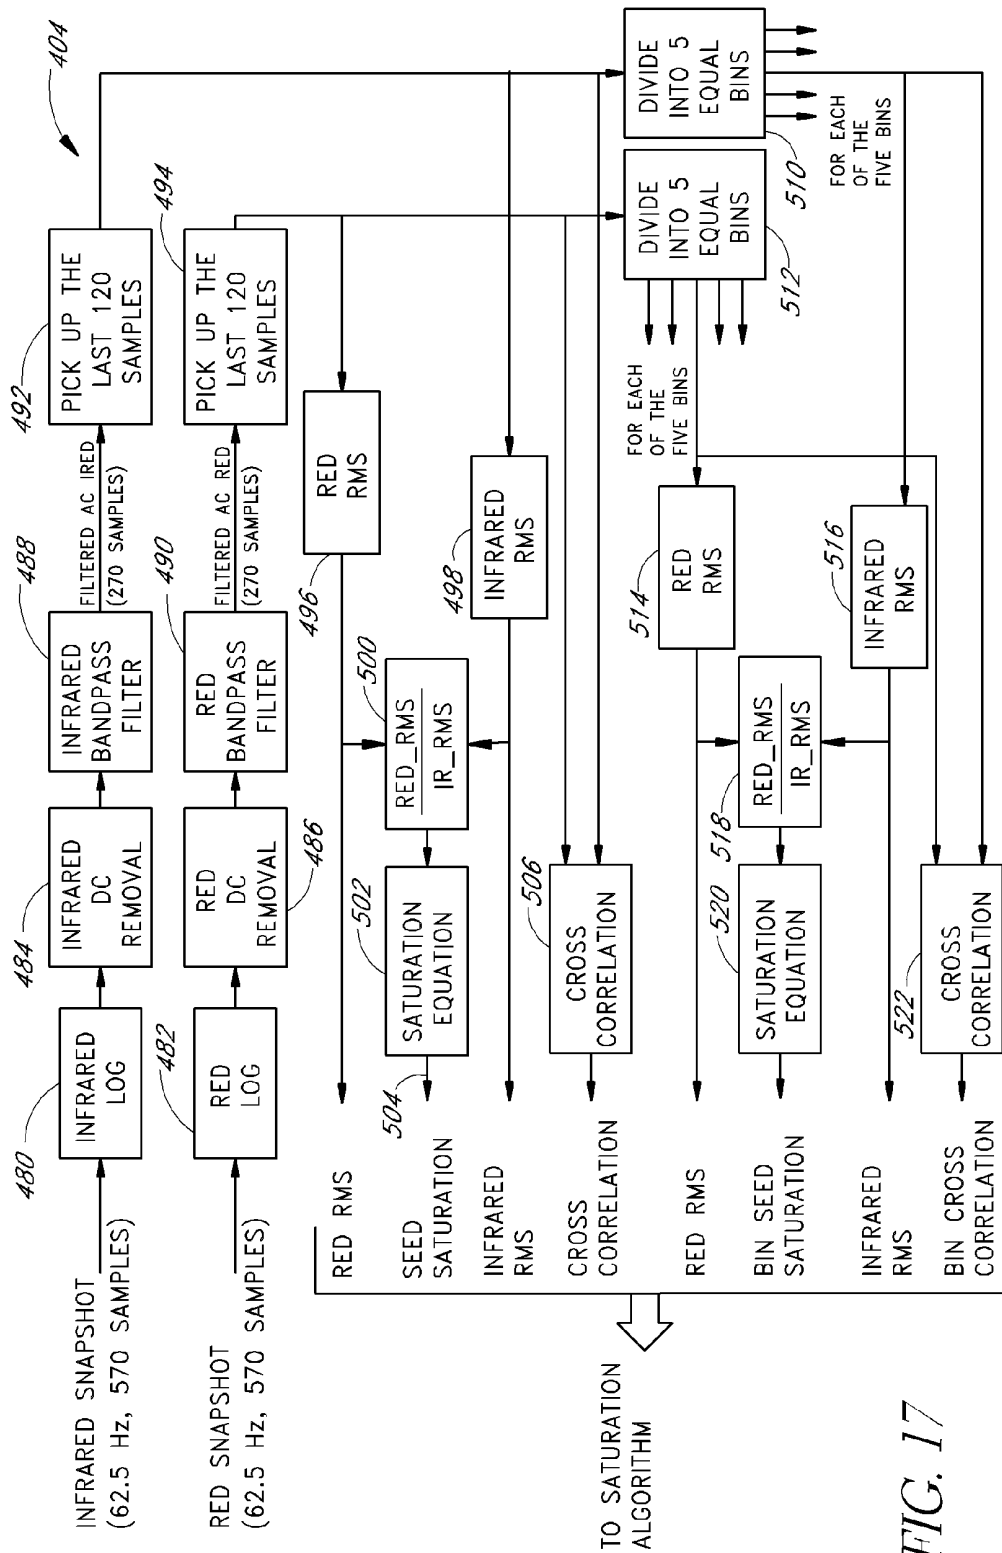 404
INFRARED SNAPSHOT
(62.5 Hz, 570 SAMPLES)
480
INFRARED
LOG
484
INFRARED
DC
REMOVAL
488
INFRARED
BANDPASS
FILTER
FILTERED AC IRED
(270 SAMPLES)
492
PICK UP THE
LAST 120
SAMPLES
RED SNAPSHOT
(62.5 Hz, 570 SAMPLES)
482
RED
LOG
486
RED
DC
REMOVAL
490
RED
BANDPASS
FILTER
FILTERED AC RED
(270 SAMPLES)
494
PICK UP THE
LAST 120
SAMPLES
RED RMS
496
RED
RMS
SEED
SATURATION
504
502
SATURATION
EQUATION
500
RED_RMS
IR_RMS
INFRARED
RMS
498
INFRARED
RMS
CROSS
CORRELATION
506
CROSS
CORRELATION
DIVIDE
INTO 5
EQUAL
BINS
512
FOR EACH
OF THE
FIVE BINS
DIVIDE
INTO 5
EQUAL
BINS
510
FOR EACH
OF THE
FIVE BINS
RED RMS
514
RED
RMS
BIN SEED
SATURATION
520
SATURATION
EQUATION
518
RED_RMS
IR_RMS
INFRARED
RMS
516
INFRARED
RMS
BIN CROSS
CORRELATION
522
CROSS
CORRELATION
TO SATURATION
ALGORITHM
FIG. 17